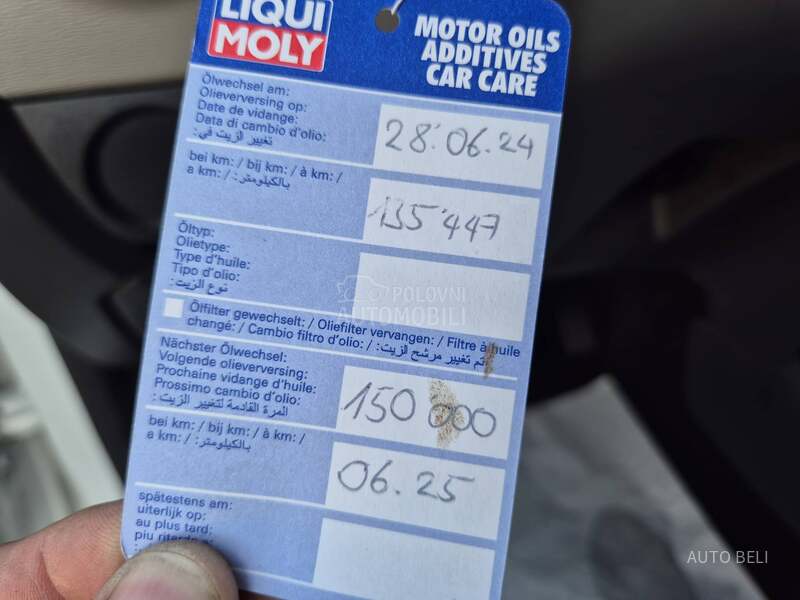 LIQUI
MOLY
MOTOR OILS
ADDITIVES
CAR CARE
Ölwechsel am:
Olieverversing op:
Date de vidange:
Data di cambio d'olio:
تغيير الزيت في:
28.06.24
bei km: / bij km: / à km: /
a km: / بالكيلومتر:
135'447
Öltyp:
Olietype:
Type d'huile:
Tipo d'olio:
نوع الزيت:
POLOVNI
AUTOMOBILI
Ölfilter gewechselt: / Oliefilter vervangen: / Filtre à huile
changé: / Cambio filtro d'olio: / تم تغيير مرشح الزيت:
Nächster Ölwechsel:
Volgende olieverversing:
Prochaine vidange d'huile:
Prossimo cambio d'olio:
المرة القادمة لتغيير الزيت:
150 000
bei km: / bij km: / à km: /
a km: / بالكيلومتر:
06.25
spätestens am:
uiterlijk op:
au plus tard:
AUTO BELI